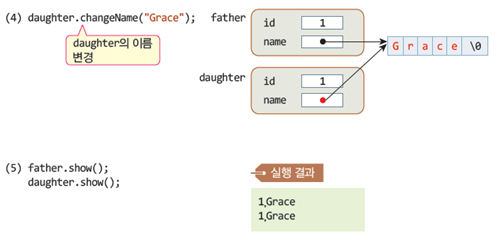 (4) daughter.changeName("Grace");
daughter의 이름
변경
father
id 1
name
G r a c e \0
daughter
id 1
name
(5) father.show();
daughter.show();
실행 결과
1,Grace
1,Grace